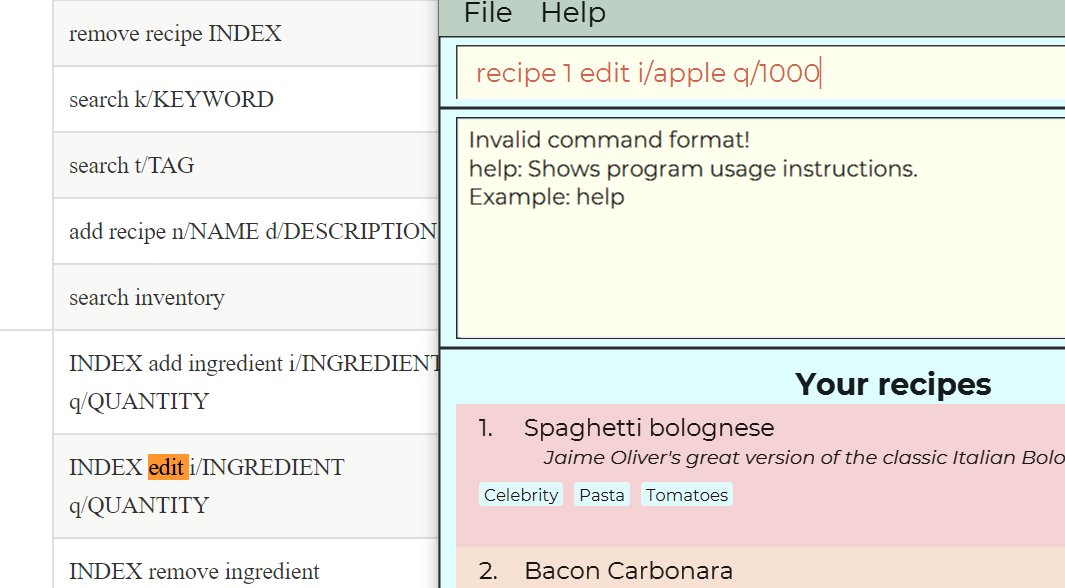 remove recipe INDEX
search k/KEYWORD
search t/TAG
add recipe n/NAME d/DESCRIPTION
search inventory
INDEX add ingredient i/INGREDIENT
q/QUANTITY
INDEX edit i/INGREDIENT
q/QUANTITY
INDEX remove ingredient
File Help
recipe 1 edit i/apple q/1000
Invalid command format!
help: Shows program usage instructions.
Example: help
Your recipes
1. Spaghetti bolognese
Jaime Oliver's great version of the classic Italian Bolo
Celebrity Pasta Tomatoes
2. Bacon Carbonara